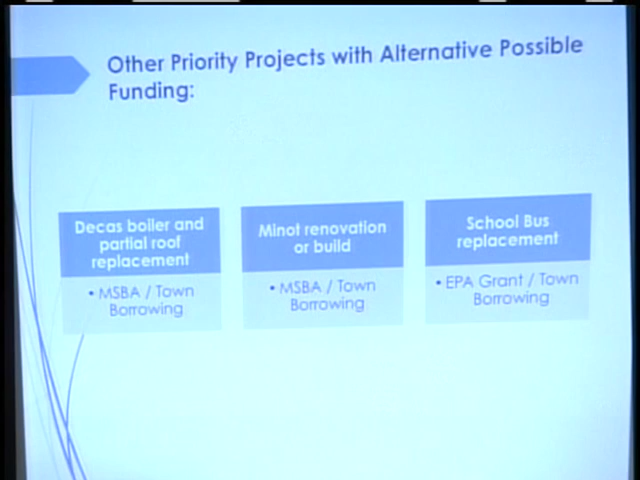 Other Priority Projects with Alternative Possible
Funding:
Decas boiler and
partial roof
replacement
• MSBA / Town
Borrowing
Minot renovation
or build
• MSBA / Town
Borrowing
School Bus
replacement
• EPA Grant / Town
Borrowing